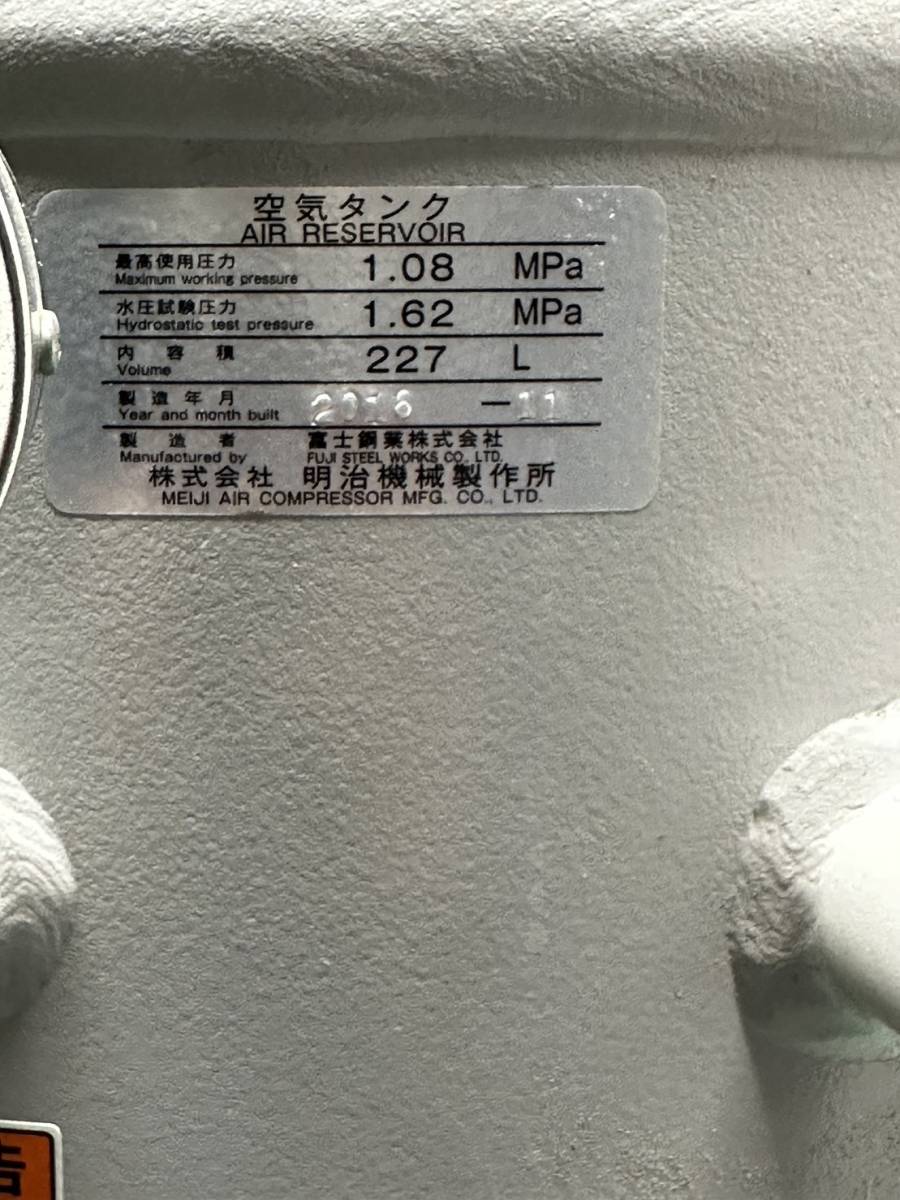 空気タンク
AIR RESERVOIR
最高使用圧力 1.08 MPa
Maximum working pressure
水圧試験圧力 1.62 MPa
Hydrostatic test pressure
内容積 227 L
Volume
製造年月 2016 - 11
Year and month built
製造者 富士鋼業株式会社
Manufactured by FUJI STEEL WORKS CO., LTD.
株式会社 明治機械製作所
MEIJI AIR COMPRESSOR MFG. CO., LTD.
告